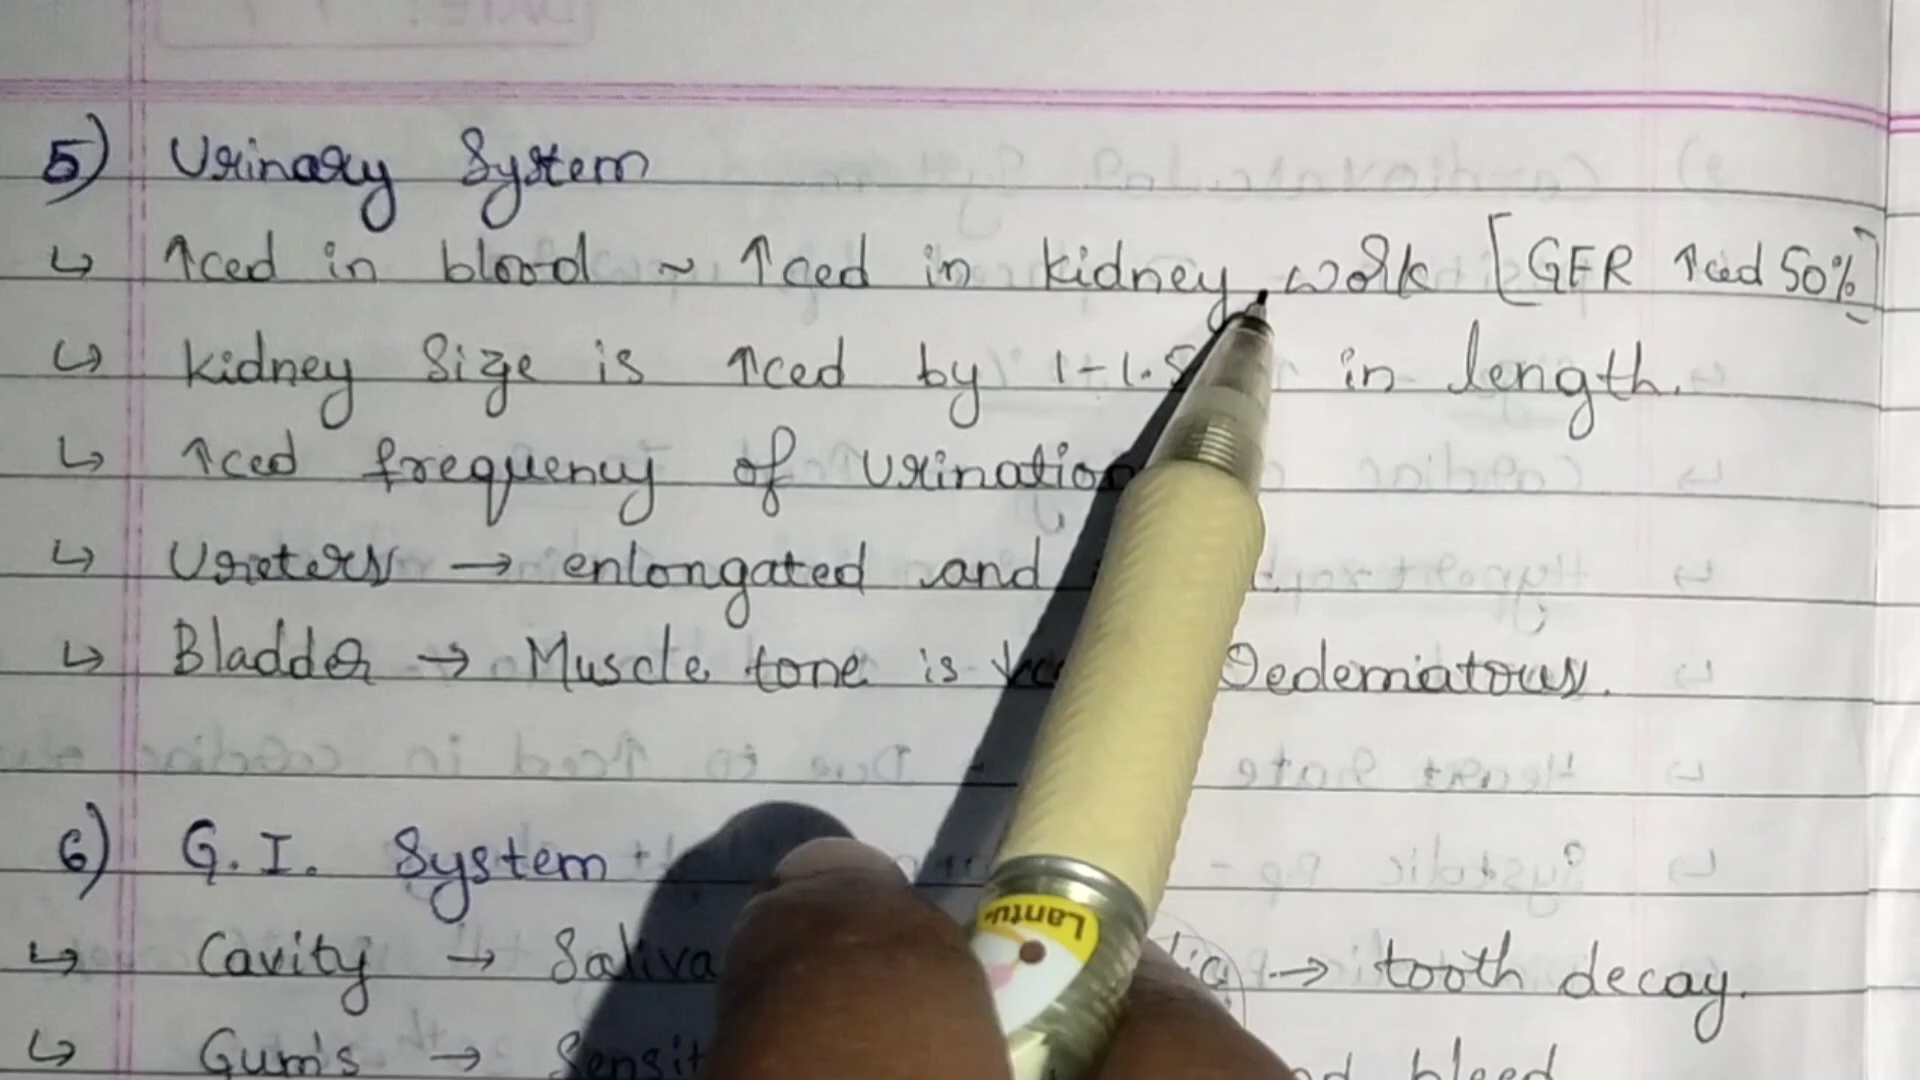 5) Urinary System
↳ ↑ced in blood ~ ↑ced in kidney work [GFR ↑ced 50%]
↳ kidney Size is ↑ced by 1-1.5 in length.
↳ ↑ced frequency of urination
↳ Ureters → enlongated and
↳ Bladder → Muscle tone is Oedematous.
6) G.I. System
↳ Cavity → Saliva → tooth decay.
↳ Gum's → bleed
Lantu